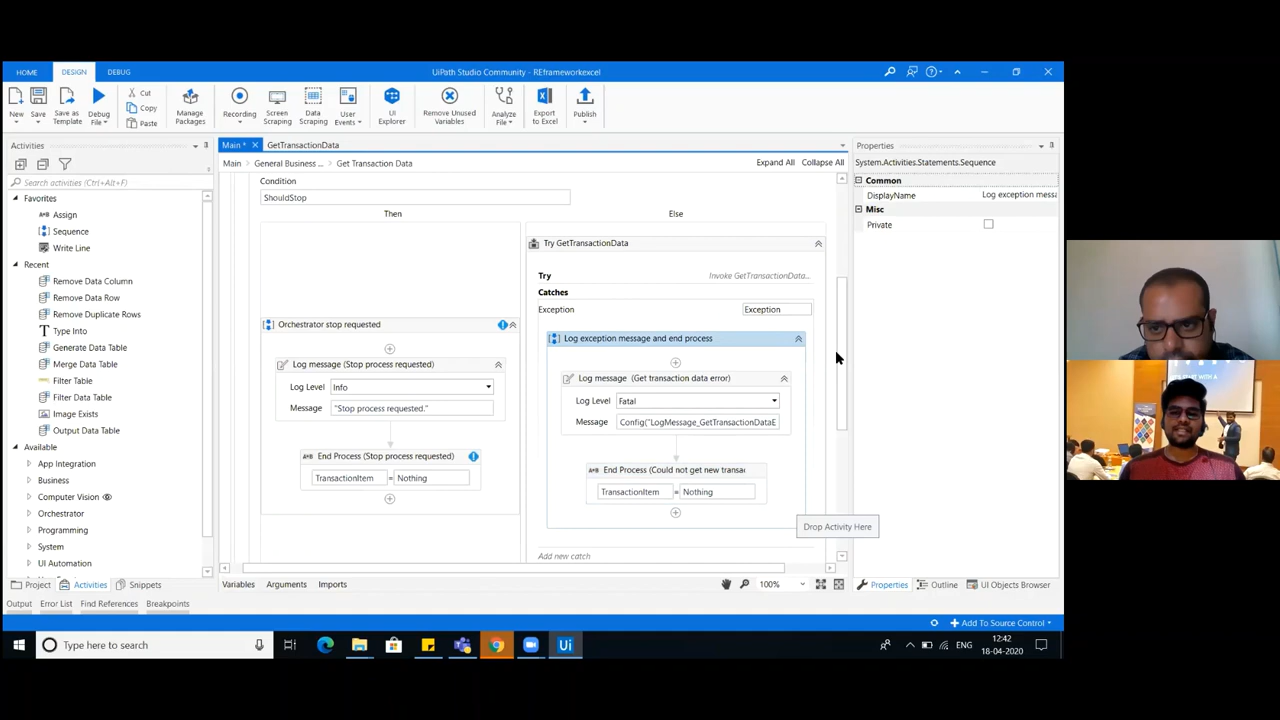 HOME DESIGN DEBUG UiPath Studio Community - REframeworkexcel
New Save Save as Template Debug File Cut Copy Paste Manage Packages Recording Screen Scraping Data Scraping User Events UI Explorer Remove Unused Variables Analyze File Export to Excel Publish
Activities Main * GetTransactionData Properties
Main General Business ... Get Transaction Data Expand All Collapse All System.Activities.Statements.Sequence
Search activities (Ctrl+Alt+F) Condition Common
Favorites ShouldStop DisplayName Log exception messa
Assign Then Else Misc
Sequence Private
Write Line Try GetTransactionData
Recent Try Invoke GetTransactionData...
Remove Data Column Catches
Remove Data Row Exception Exception
Remove Duplicate Rows Orchestrator stop requested Log exception message and end process
Type Into
Generate Data Table
Merge Data Table Log message (Stop process requested) Log message (Get transaction data error)
Filter Table Log Level Info Log Level Fatal
Filter Data Table Message "Stop process requested." Message Config("LogMessage_GetTransactionDataE
Image Exists
Output Data Table
Available End Process (Stop process requested) End Process (Could not get new transac
App Integration TransactionItem = Nothing TransactionItem = Nothing
Business
Computer Vision
Orchestrator
Programming Drop Activity Here
System
UI Automation Add new catch
Project Activities Snippets Variables Arguments Imports 100% Properties Outline UI Objects Browser
Output Error List Find References Breakpoints
Add To Source Control
Type here to search Ui ENG 12:42
18-04-2020